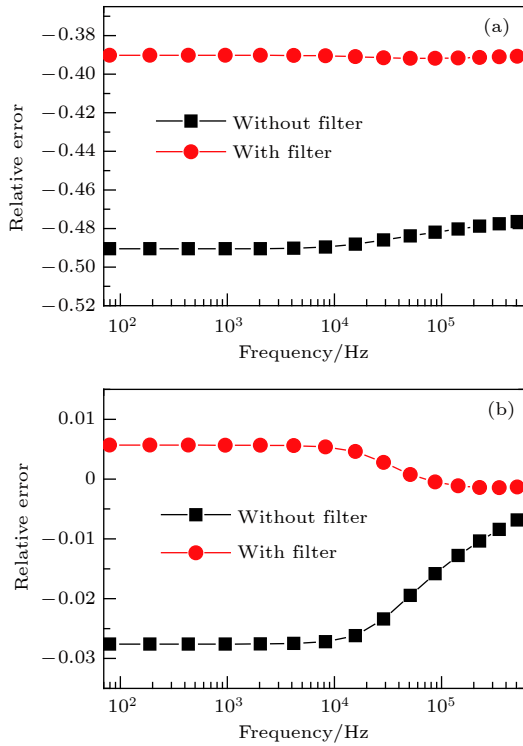 (a)
−0.38
−0.40
−0.42
−0.44
−0.46
−0.48
−0.50
−0.52
Relative error
Without filter
With filter
10²
10³
10⁴
10⁵
Frequency/Hz
(b)
0.01
0
−0.01
−0.02
−0.03
Relative error
Without filter
With filter
10²
10³
10⁴
10⁵
Frequency/Hz